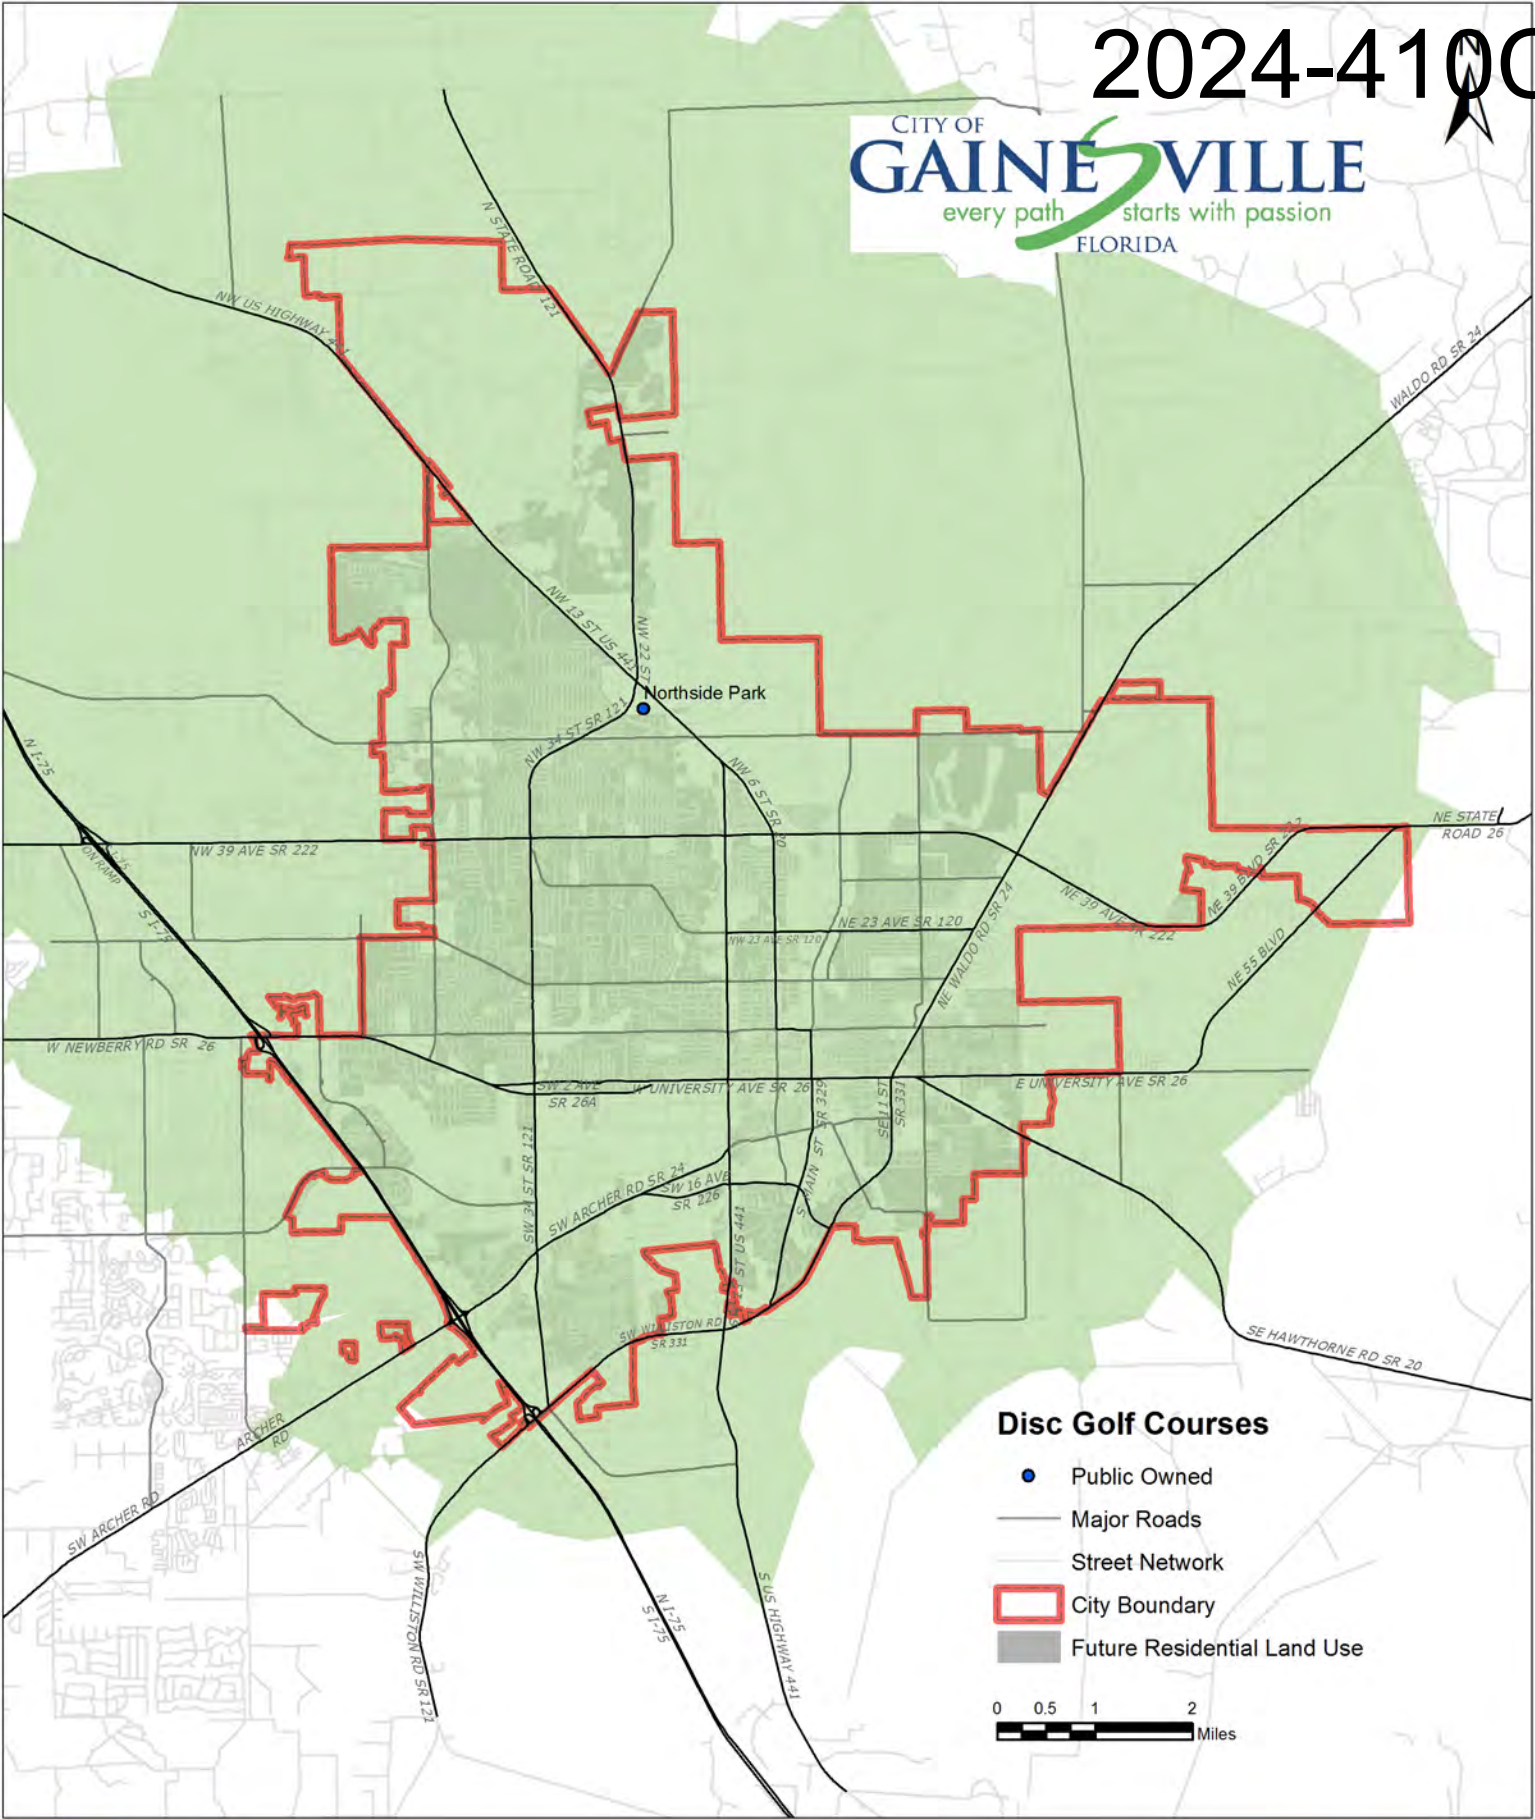 2024-410C
N
CITY OF
GAINESVILLE
every path starts with passion
FLORIDA
N STATE ROAD 121
NW US HIGHWAY 441
WALDO RD SR 24
NW 13 ST US 441
NW 22 ST
Northside Park
NW 34 ST SR 121
N I-75
NW 6 ST SR 20
NE STATE
ROAD 26
NW 39 AVE SR 222
ON RAMP
S I-75
NE 39 BLVD SR 222
NE 39 AVE SR 222
NE 23 AVE SR 120
NW 23 AVE SR 120
NE WALDO RD SR 24
NE 55 BLVD
W NEWBERRY RD SR 26
SW 2 AVE
SR 26A
W UNIVERSITY AVE SR 26
E UNIVERSITY AVE SR 26
S MAIN ST SR 329
SE 11 ST
SR 331
SW 34 ST SR 121
SW ARCHER RD SR 24
SW 16 AVE
SR 226
SW 13 ST US 441
SW WILLISTON RD
SR 331
SE HAWTHORNE RD SR 20
ARCHER
RD
SW ARCHER RD
SW WILLISTON RD SR 121
N I-75
S I-75
S US HIGHWAY 441
Disc Golf Courses
Public Owned
Major Roads
Street Network
City Boundary
Future Residential Land Use
0 0.5 1 2
Miles